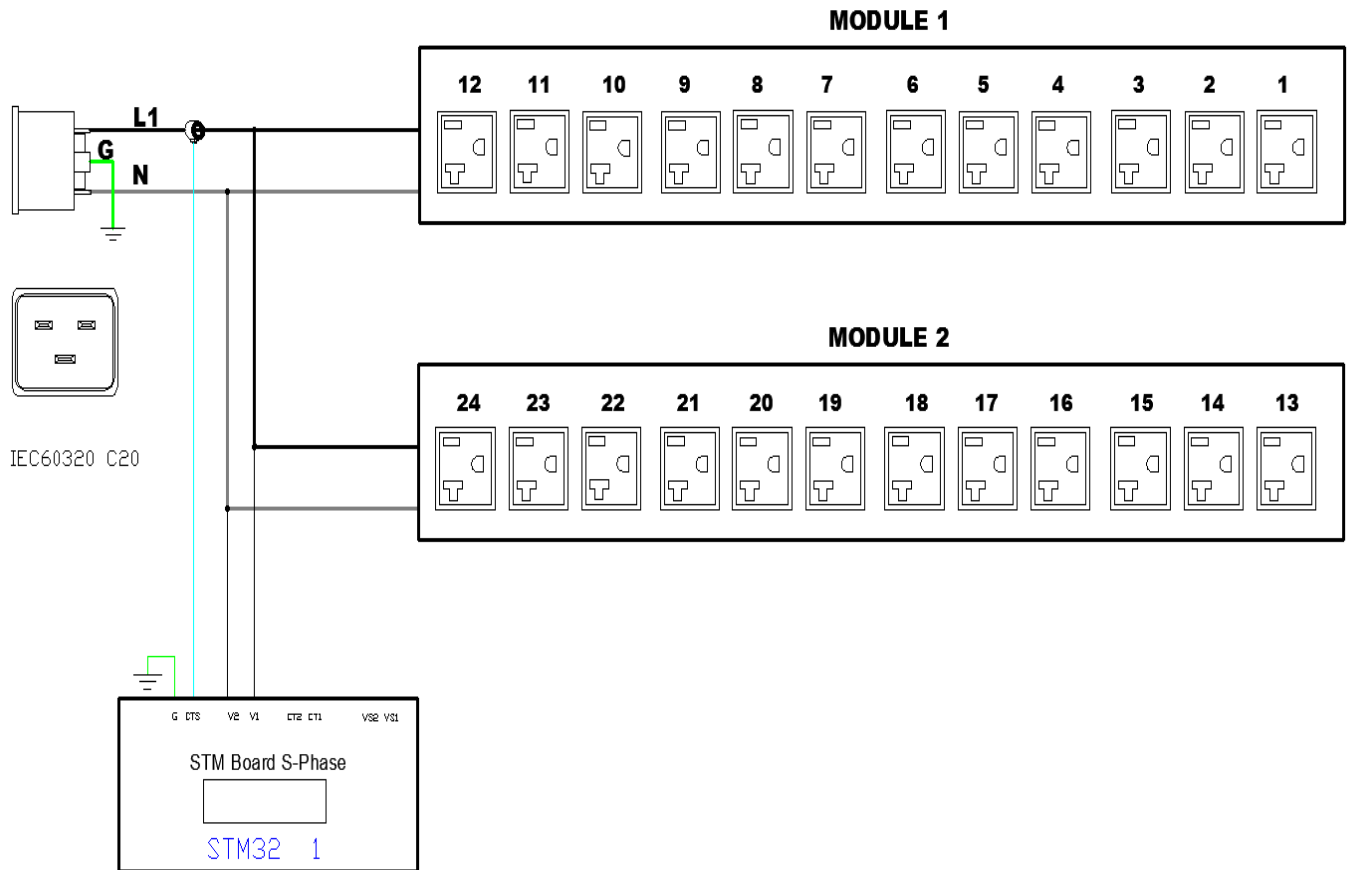 MODULE 1
12 11 10 9 8 7 6 5 4 3 2 1
L1
G
N
MODULE 2
24 23 22 21 20 19 18 17 16 15 14 13
IEC60320 C20
G CTS V2 V1 CT2 CT1 VS2 VS1
STM Board S-Phase
STM32 1